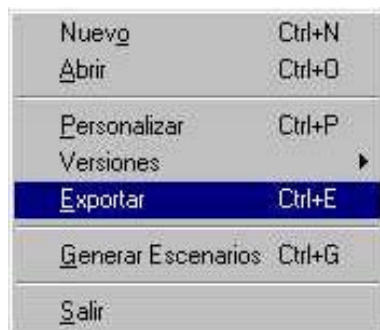 Nuevo Ctrl+N
Abrir Ctrl+O
Personalizar Ctrl+P
Versiones
Exportar Ctrl+E
Generar Escenarios Ctrl+G
Salir